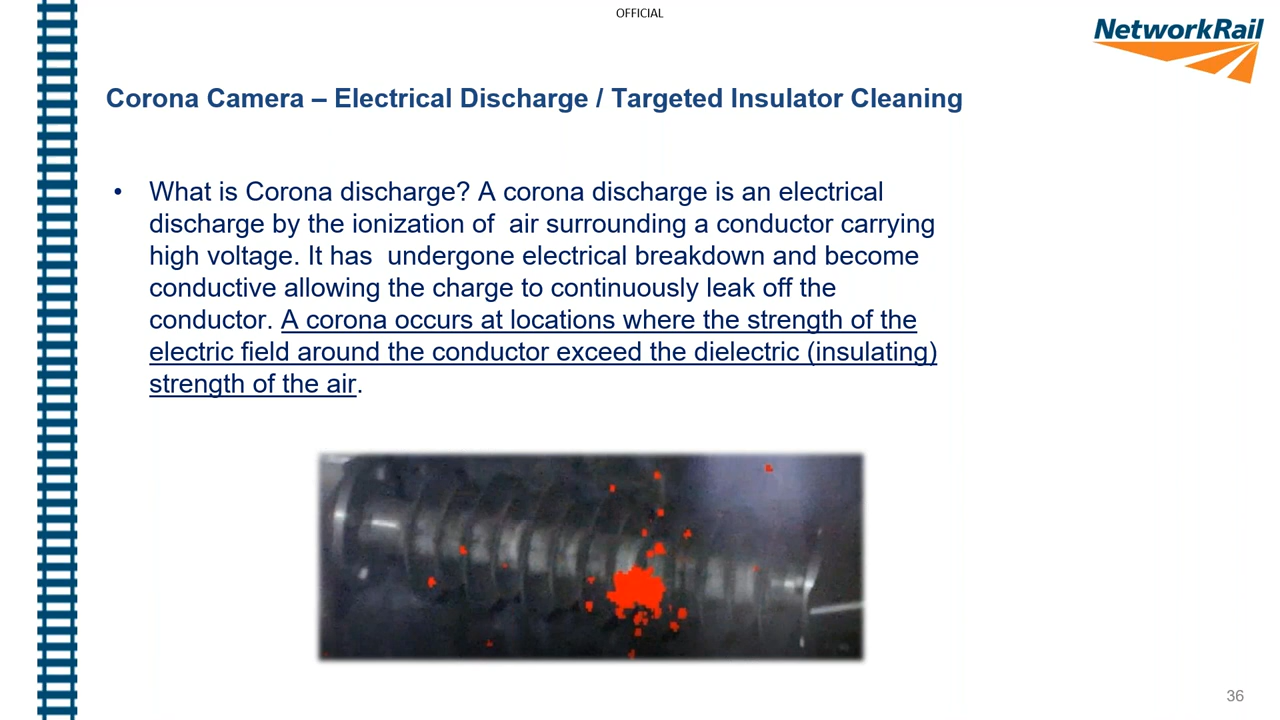 OFFICIAL
NetworkRail
Corona Camera – Electrical Discharge / Targeted Insulator Cleaning
• What is Corona discharge? A corona discharge is an electrical
discharge by the ionization of  air surrounding a conductor carrying
high voltage. It has  undergone electrical breakdown and become
conductive allowing the charge to continuously leak off the
conductor. A corona occurs at locations where the strength of the
electric field around the conductor exceed the dielectric (insulating)
strength of the air.
36